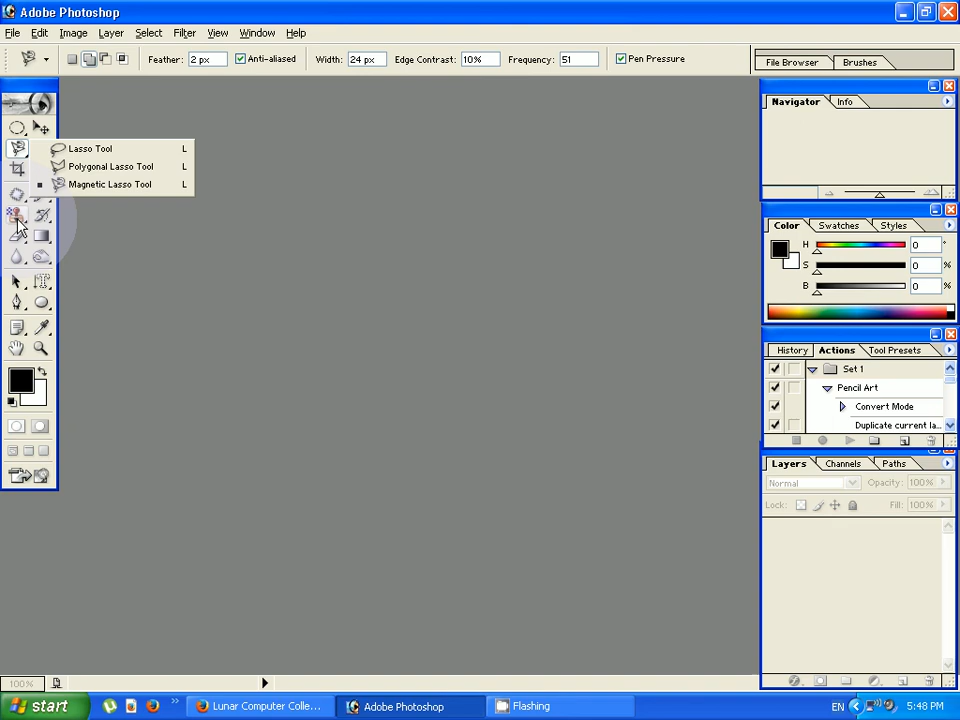 Adobe Photoshop
File Edit Image Layer Select Filter View Window Help
Feather: 2 px Anti-aliased Width: 24 px Edge Contrast: 10% Frequency: 51 Pen Pressure
File Browser Brushes
Navigator Info
Lasso Tool L
Polygonal Lasso Tool L
Magnetic Lasso Tool L
Color Swatches Styles
H 0 °
S 0 %
B 0 %
History Actions Tool Presets
Set 1
Pencil Art
Convert Mode
Duplicate current la...
Layers Channels Paths
Normal Opacity: 100%
Lock: Fill: 100%
100%
start Lunar Computer Colle... Adobe Photoshop Flashing EN 5:48 PM